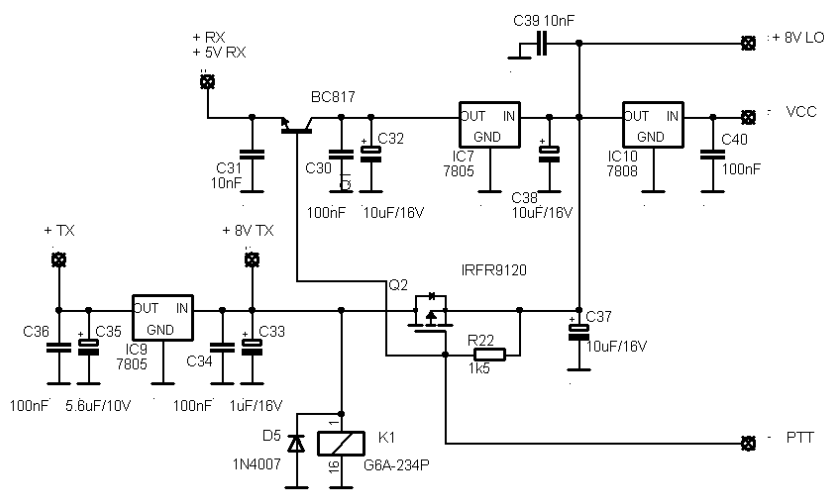 C39 10nF
+ 8V LO
+ RX
+ 5V RX
BC817
VCC
OUT IN
GND
IC7
7805
OUT IN
GND
IC10
7808
C40
100nF
C31
10nF
C30
100nF
Q1
C32
10uF/16V
C38
10uF/16V
+ TX
+ 8V TX
Q2
IRFR9120
OUT IN
GND
IC9
7805
C36
100nF
C35
5.6uF/10V
C34
100nF
C33
1uF/16V
R22
1k5
C37
10uF/16V
D5
1N4007
1
16
K1
G6A-234P
PTT